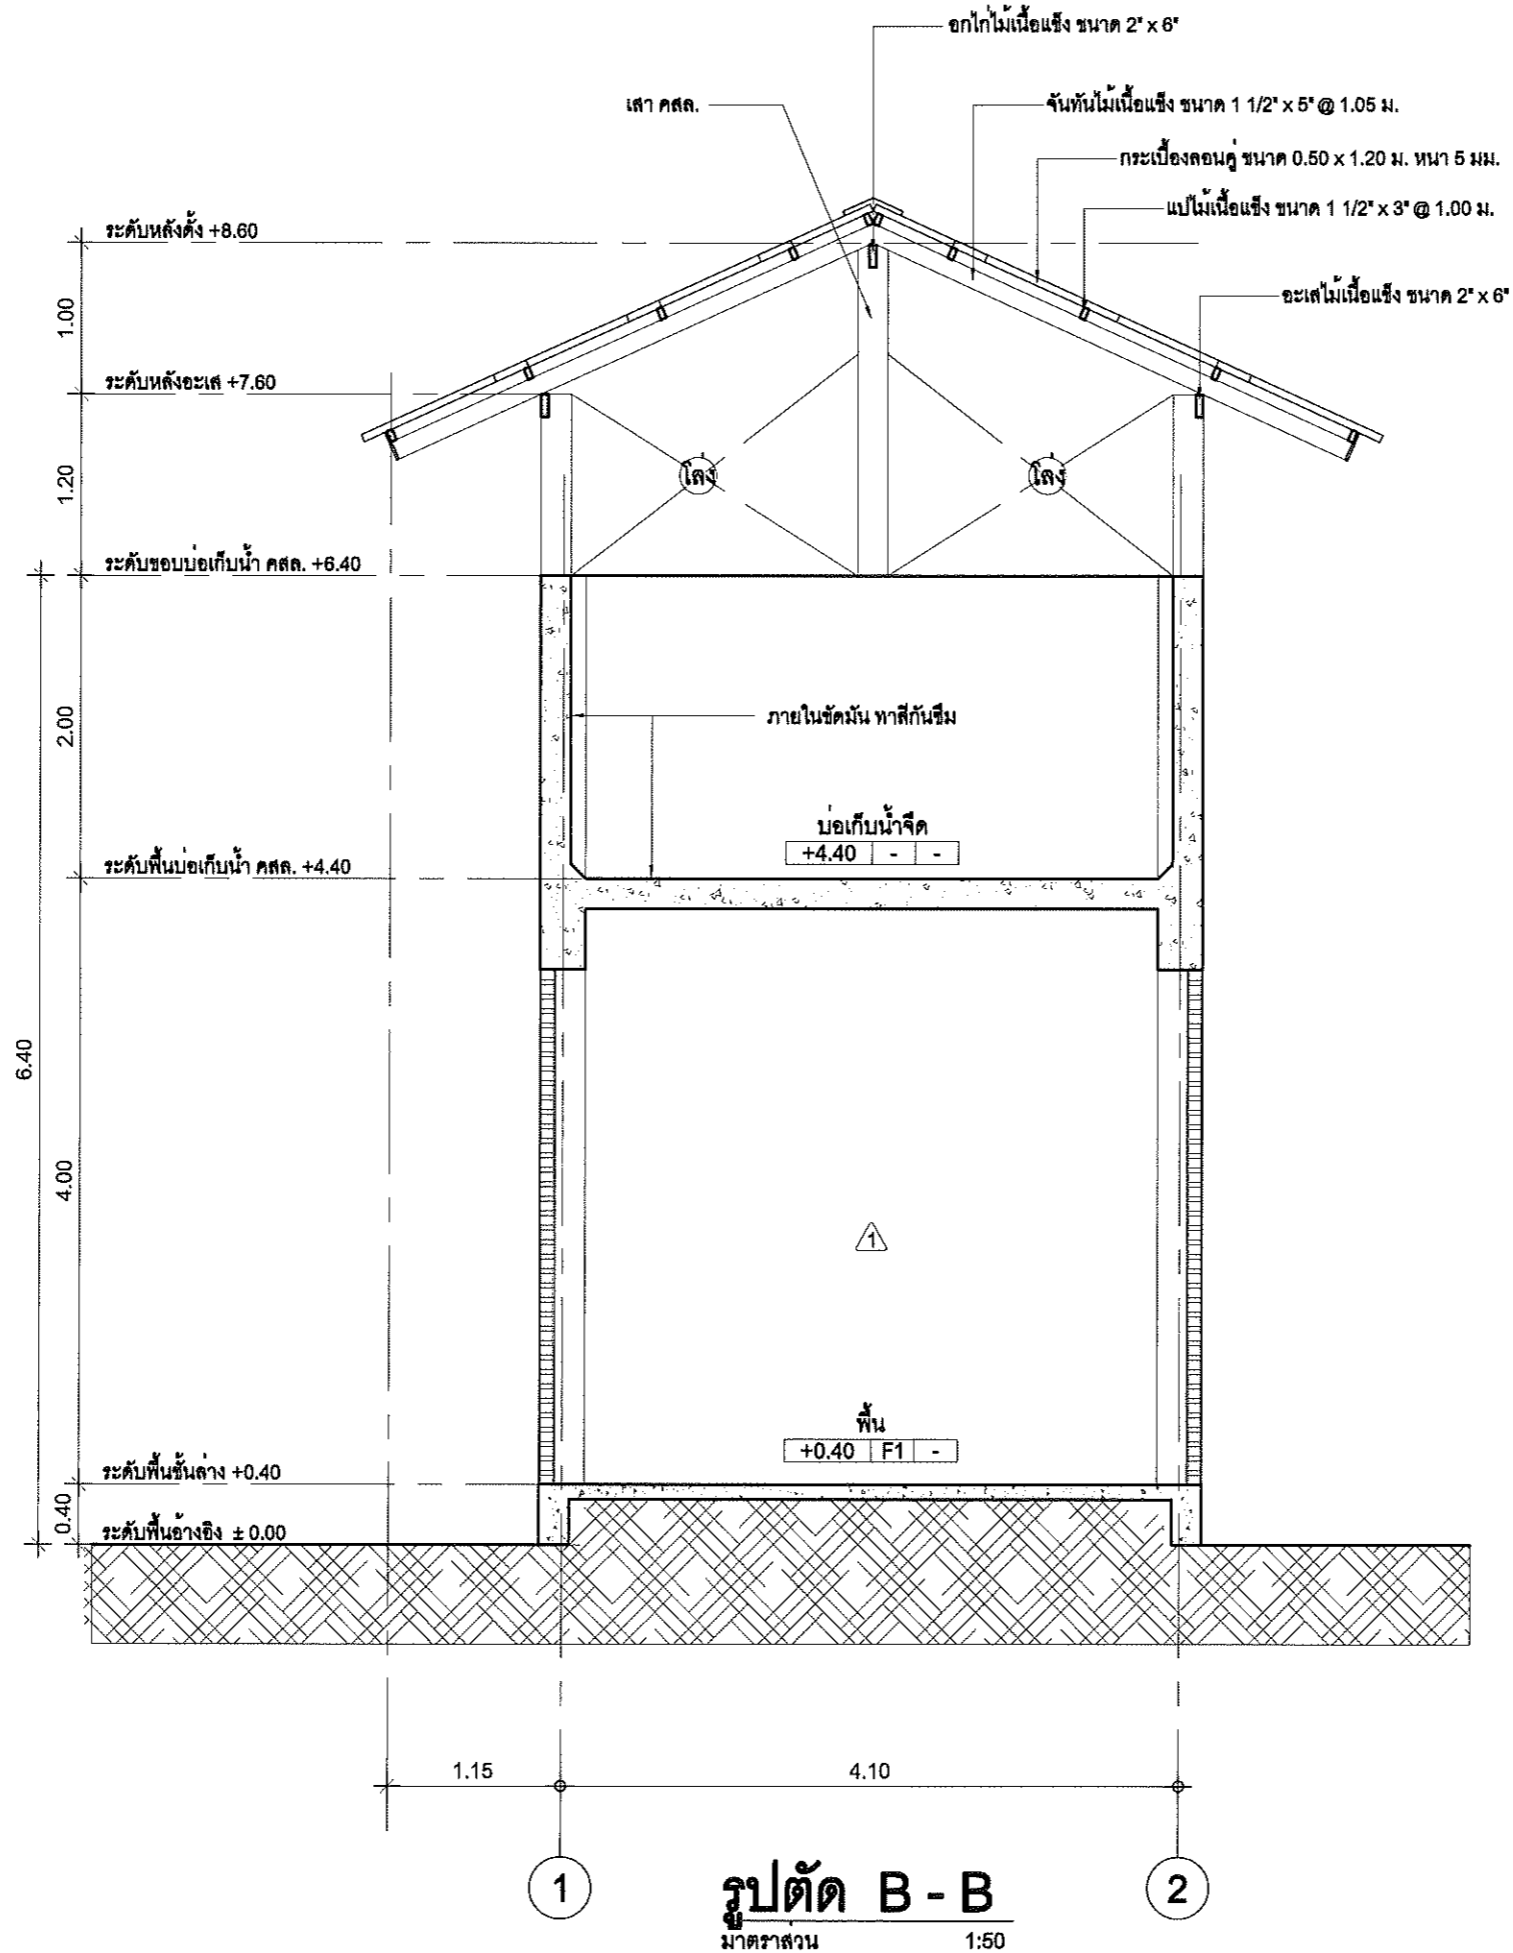 อกไก่ไม้เนื้อแข็ง ขนาด 2" x 6"
เสา คสล.
จันทันไม้เนื้อแข็ง ขนาด 1 1/2" x 5" @ 1.05 ม.
กระเบื้องลอนคู่ ขนาด 0.50 x 1.20 ม. หนา 5 มม.
แปไม้เนื้อแข็ง ขนาด 1 1/2" x 3" @ 1.00 ม.
ระดับหลังดั้ง +8.60
อะเสไม้เนื้อแข็ง ขนาด 2" x 6"
1.00
ระดับหลังอะเส +7.60
1.20
โล่ง
โล่ง
ระดับขอบบ่อเก็บน้ำ คสล. +6.40
2.00
ภายในขัดมัน ทาสีกันซึม
บ่อเก็บน้ำจืด
+4.40 - -
ระดับพื้นบ่อเก็บน้ำ คสล. +4.40
6.40
4.00
1
พื้น
+0.40 F1 -
ระดับพื้นชั้นล่าง +0.40
0.40
ระดับพื้นอ้างอิง ± 0.00
1.15
4.10
1
2
รูปตัด B - B
มาตราส่วน 1:50